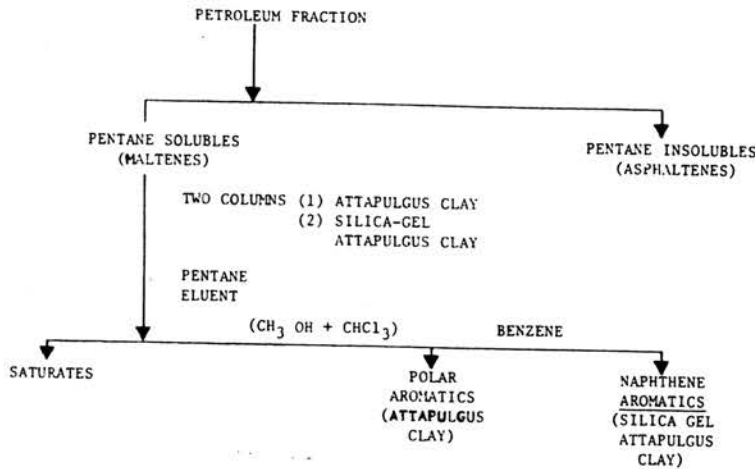 PETROLEUM FRACTION
PENTANE SOLUBLES
(MALTENES)
PENTANE INSOLUBLES
(ASPHALTENES)
TWO COLUMNS (1) ATTAPULGUS CLAY
(2) SILICA-GEL
ATTAPULGUS CLAY
PENTANE
ELUENT
(CH3 OH + CHCl3)
BENZENE
SATURATES
POLAR
AROMATICS
(ATTAPULGUS
CLAY)
NAPHTHENE
AROMATICS
(SILICA GEL
ATTAPULGUS
CLAY)